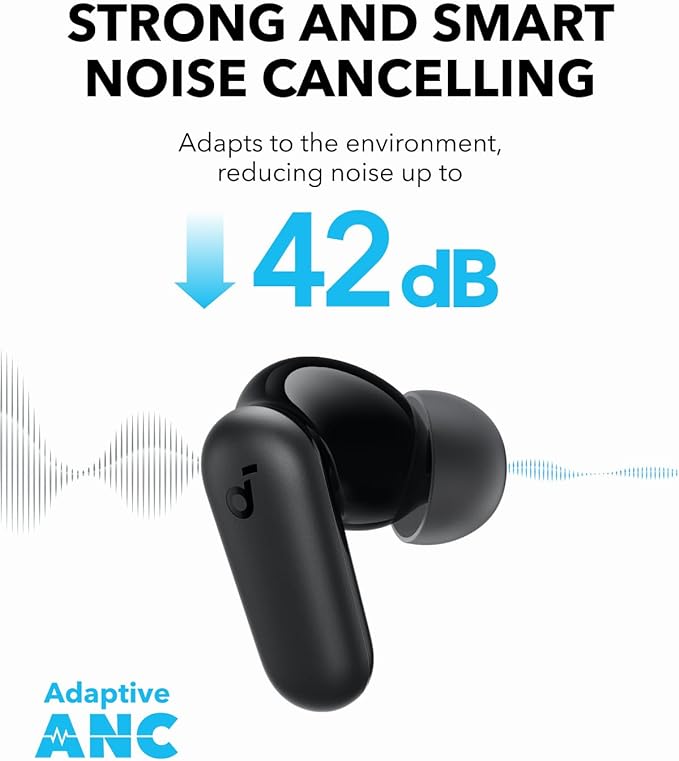 STRONG AND SMART
NOISE CANCELLING
Adapts to the environment,
reducing noise up to
42 dB
Adaptive
ANC